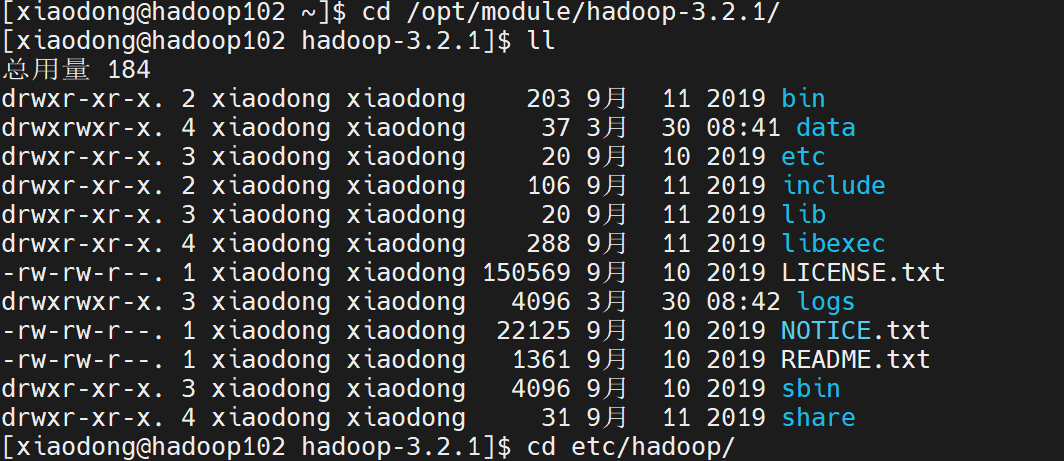 [xiaodong@hadoop102 ~]$ cd /opt/module/hadoop-3.2.1/
[xiaodong@hadoop102 hadoop-3.2.1]$ ll
总用量 184
drwxr-xr-x. 2 xiaodong xiaodong    203 9月  11 2019 bin
drwxrwxr-x. 4 xiaodong xiaodong     37 3月  30 08:41 data
drwxr-xr-x. 3 xiaodong xiaodong     20 9月  10 2019 etc
drwxr-xr-x. 2 xiaodong xiaodong    106 9月  11 2019 include
drwxr-xr-x. 3 xiaodong xiaodong     20 9月  11 2019 lib
drwxr-xr-x. 4 xiaodong xiaodong    288 9月  11 2019 libexec
-rw-rw-r--. 1 xiaodong xiaodong 150569 9月  10 2019 LICENSE.txt
drwxrwxr-x. 3 xiaodong xiaodong   4096 3月  30 08:42 logs
-rw-rw-r--. 1 xiaodong xiaodong  22125 9月  10 2019 NOTICE.txt
-rw-rw-r--. 1 xiaodong xiaodong   1361 9月  10 2019 README.txt
drwxr-xr-x. 3 xiaodong xiaodong   4096 9月  10 2019 sbin
drwxr-xr-x. 4 xiaodong xiaodong     31 9月  11 2019 share
[xiaodong@hadoop102 hadoop-3.2.1]$ cd etc/hadoop/